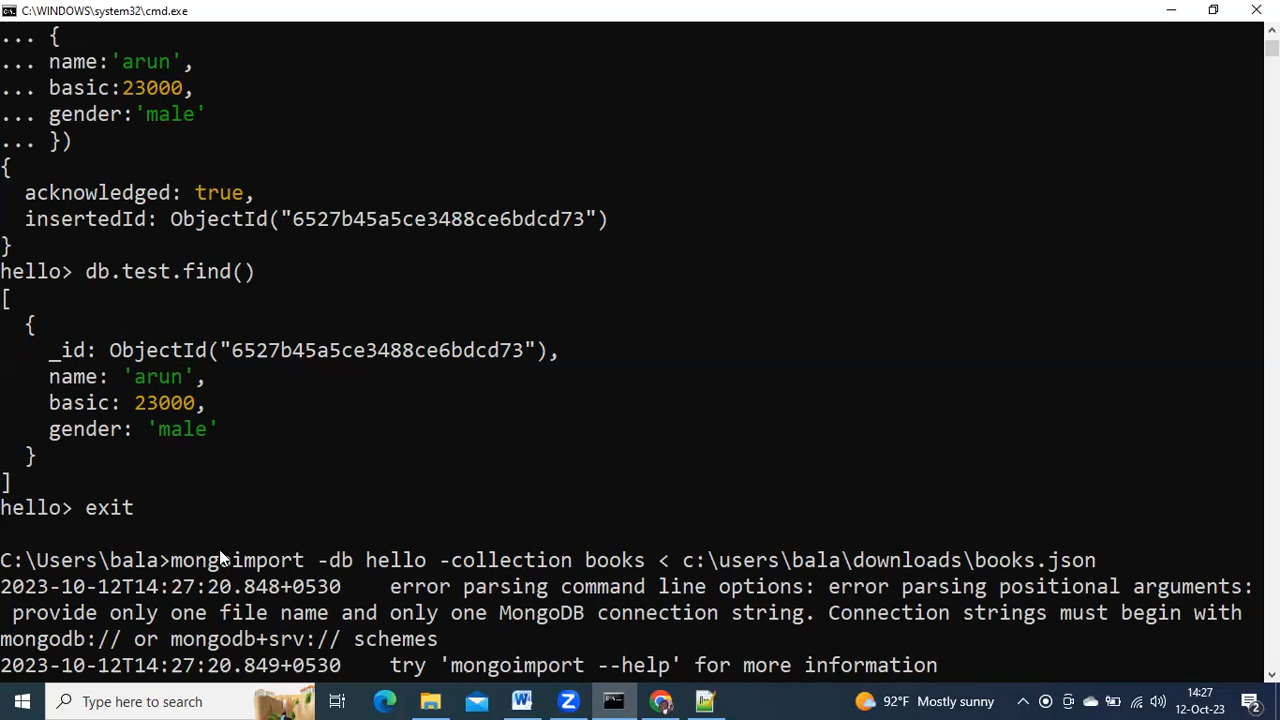 C:\WINDOWS\system32\cmd.exe
... {
... name:'arun',
... basic:23000,
... gender:'male'
... })
{
  acknowledged: true,
  insertedId: ObjectId("6527b45a5ce3488ce6bdcd73")
}
hello> db.test.find()
[
  {
    _id: ObjectId("6527b45a5ce3488ce6bdcd73"),
    name: 'arun',
    basic: 23000,
    gender: 'male'
  }
]
hello> exit
C:\Users\bala>mongoimport -db hello -collection books < c:\users\bala\downloads\books.json
2023-10-12T14:27:20.848+0530    error parsing command line options: error parsing positional arguments:
 provide only one file name and only one MongoDB connection string. Connection strings must begin with
mongodb:// or mongodb+srv:// schemes
2023-10-12T14:27:20.849+0530    try 'mongoimport --help' for more information
Type here to search
92°F Mostly sunny
14:27
12-Oct-23
2